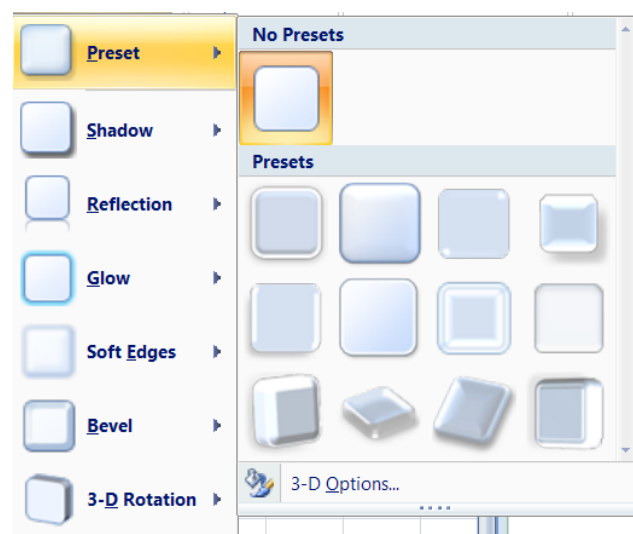 Preset
Shadow
Reflection
Glow
Soft Edges
Bevel
3-D Rotation
No Presets
Presets
3-D Options...